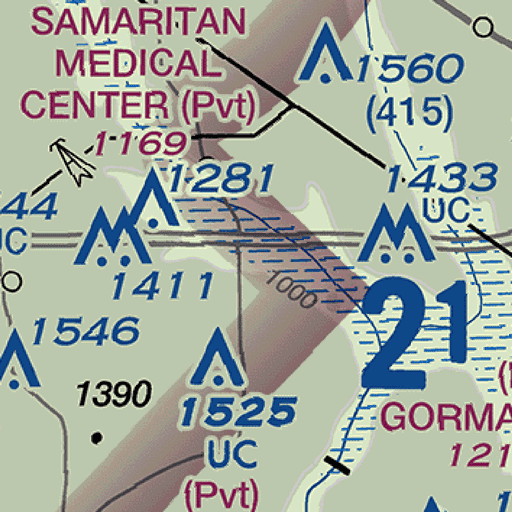 SAMARITAN
MEDICAL
CENTER (Pvt)
1169
1560
(415)
1281
1433
UC
44
UC
1411
1000
21
1546
1390
1525
UC
(Pvt)
GORMA
121
1